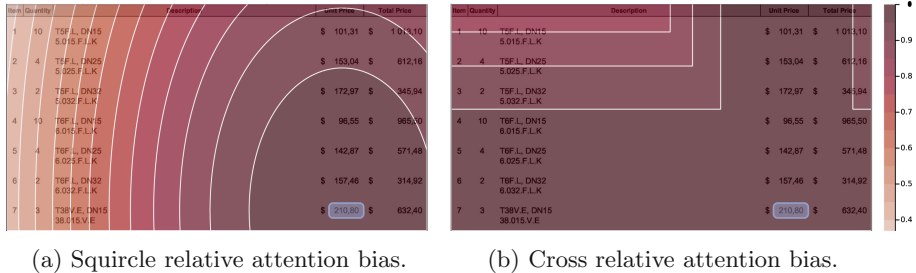 Item Quantity Description Unit Price Total Price
1 10 T5F.L, DN15 $ 101,31 $ 1 013,10
5.015.F.L.K
2 4 T5F.L, DN25 $ 153,04 $ 612,16
5.025.F.L.K
3 2 T5F.L, DN32 $ 172,97 $ 345,94
5.032.F.L.K
4 10 T6F.L, DN15 $ 96,55 $ 965,50
6.015.F.L.K
5 4 T6F.L, DN25 $ 142,87 $ 571,48
6.025.F.L.K
6 2 T6F.L, DN32 $ 157,46 $ 314,92
6.032.F.L.K
7 3 T38V.E, DN15 $ 210,80 $ 632,40
38.015.V.E
(a) Squircle relative attention bias.
Item Quantity Description Unit Price Total Price
1 10 T5F.L, DN15 $ 101,31 $ 1 013,10
5.015.F.L.K
2 4 T5F.L, DN25 $ 153,04 $ 612,16
5.025.F.L.K
3 2 T5F.L, DN32 $ 172,97 $ 345,94
5.032.F.L.K
4 10 T6F.L, DN15 $ 96,55 $ 965,50
6.015.F.L.K
5 4 T6F.L, DN25 $ 142,87 $ 571,48
6.025.F.L.K
6 2 T6F.L, DN32 $ 157,46 $ 314,92
6.032.F.L.K
7 3 T38V.E, DN15 $ 210,80 $ 632,40
38.015.V.E
(b) Cross relative attention bias.
0.9
0.8
0.7
0.6
0.5
0.4